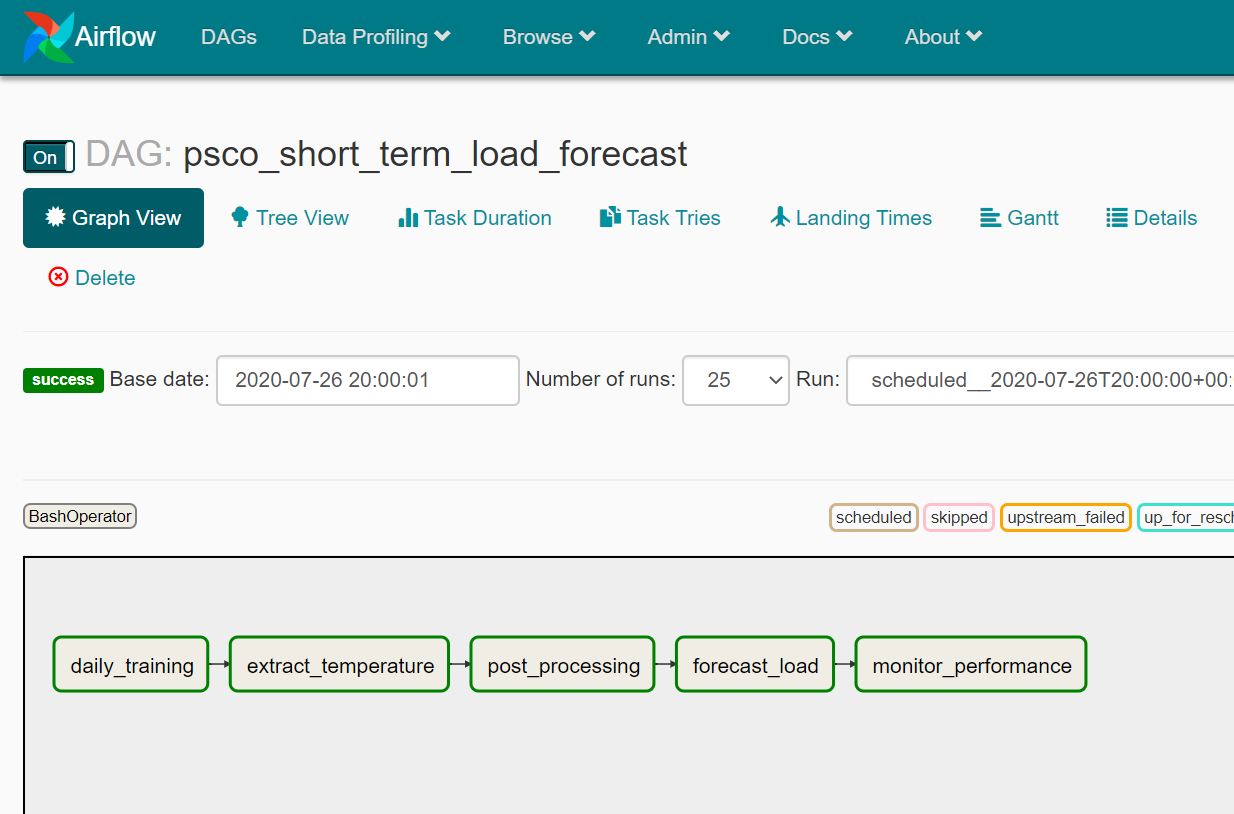 Airflow DAGs Data Profiling Browse Admin Docs About
On DAG: psco_short_term_load_forecast
Graph View Tree View Task Duration Task Tries Landing Times Gantt Details
Delete
success Base date: 2020-07-26 20:00:01 Number of runs: 25 Run: scheduled__2020-07-26T20:00:00+00:
BashOperator scheduled skipped upstream_failed up_for_resch
daily_training extract_temperature post_processing forecast_load monitor_performance